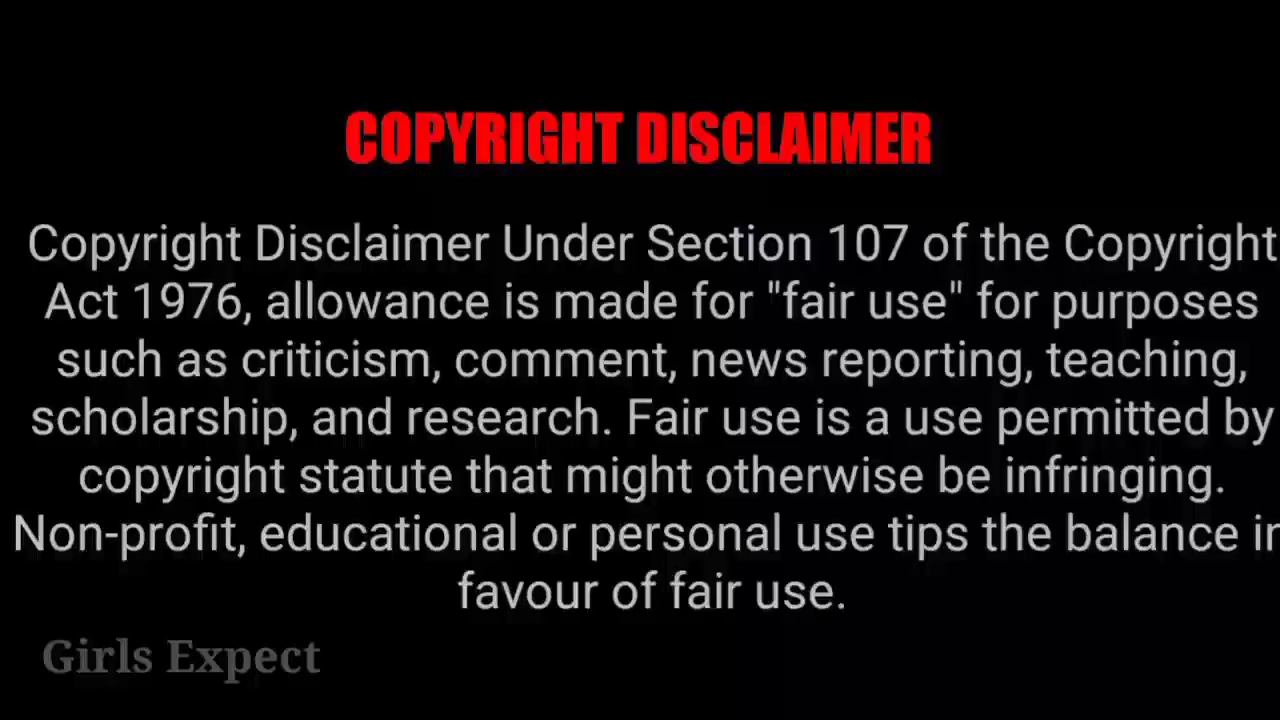 COPYRIGHT DISCLAIMER
Copyright Disclaimer Under Section 107 of the Copyright
Act 1976, allowance is made for "fair use" for purposes
such as criticism, comment, news reporting, teaching,
scholarship, and research. Fair use is a use permitted by
copyright statute that might otherwise be infringing.
Non-profit, educational or personal use tips the balance in
favour of fair use.
Girls Expect